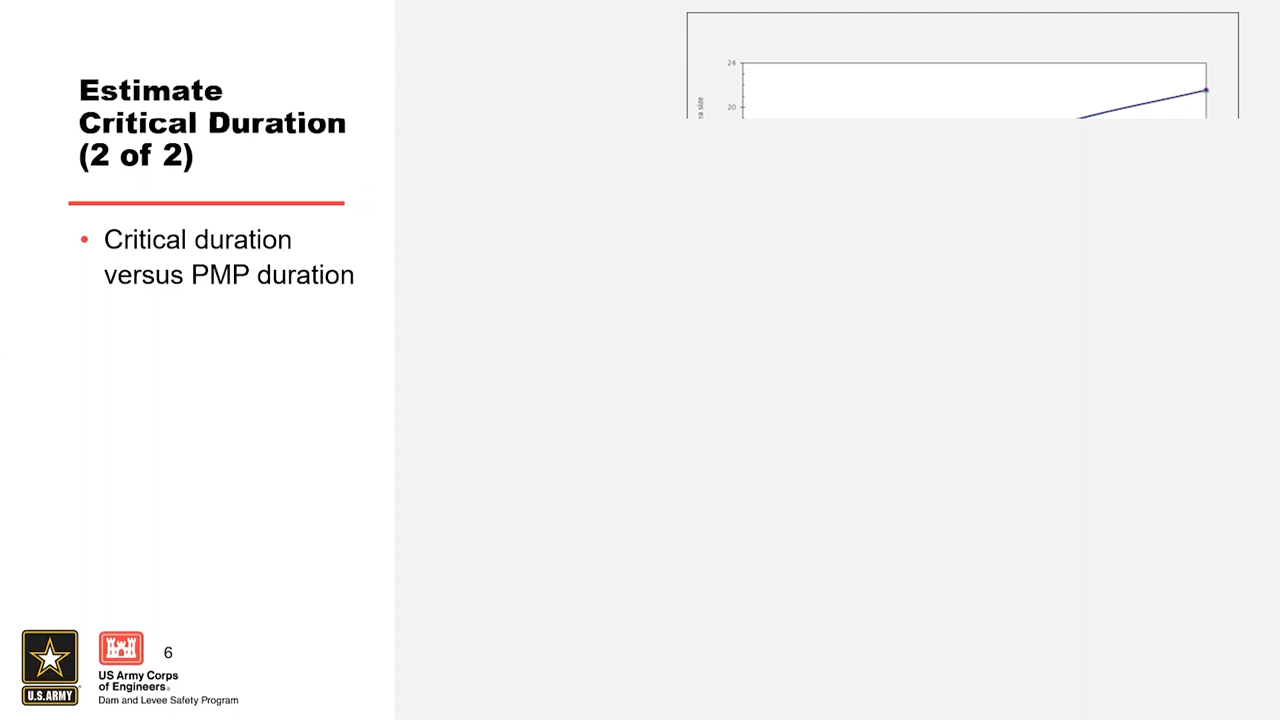 Estimate
Critical Duration
(2 of 2)
• Critical duration
versus PMP duration
24
20
size
U.S.ARMY
6
US Army Corps
of Engineers®
Dam and Levee Safety Program